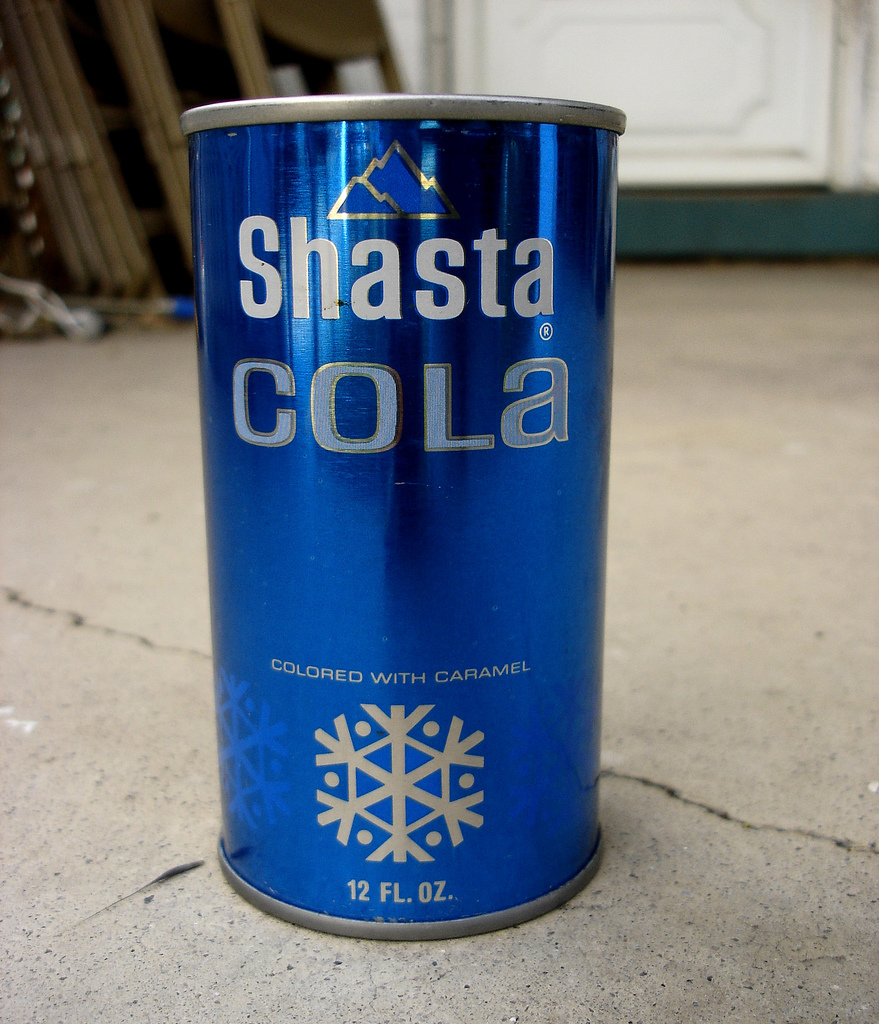 Shasta
®
COLa
COLORED WITH CARAMEL
12 FL. OZ.